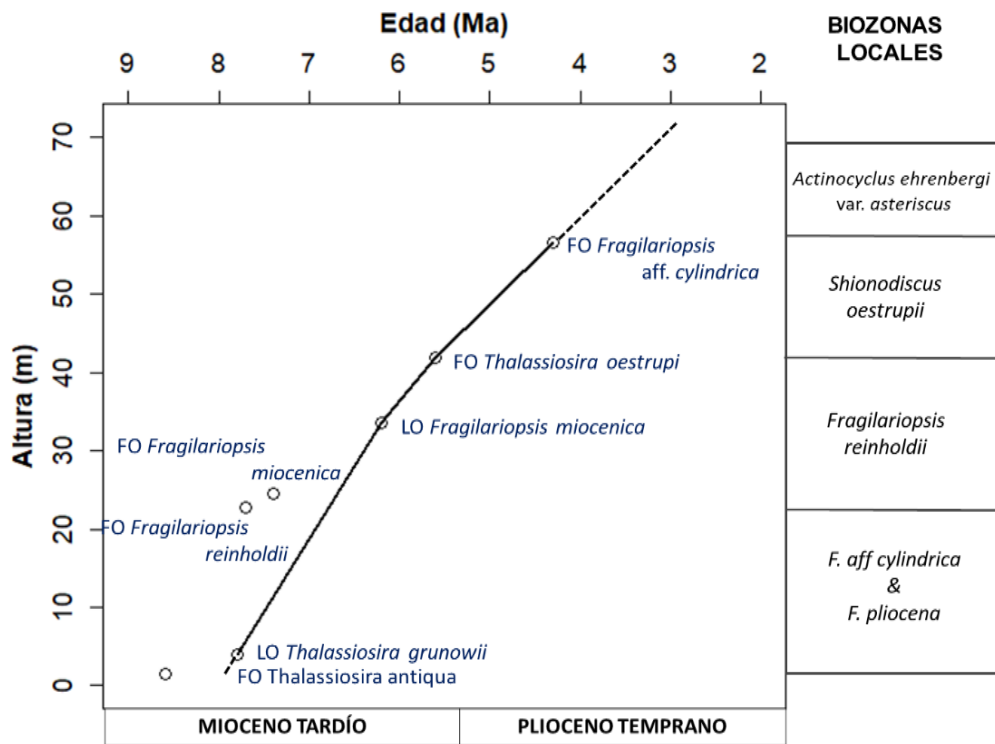 Edad (Ma)
BIOZONAS
LOCALES
9 8 7 6 5 4 3 2
Altura (m)
70
60
50
40
30
20
10
0
FO Fragilariopsis
aff. cylindrica
FO Thalassiosira oestrupi
LO Fragilariopsis miocenica
FO Fragilariopsis
miocenica
FO Fragilariopsis
reinholdii
LO Thalassiosira grunowii
FO Thalassiosira antiqua
Actinocyclus ehrenbergi
var. asteriscus
Shionodiscus
oestrupii
Fragilariopsis
reinholdii
F. aff cylindrica
&
F. pliocena
MIOCENO TARDÍO
PLIOCENO TEMPRANO